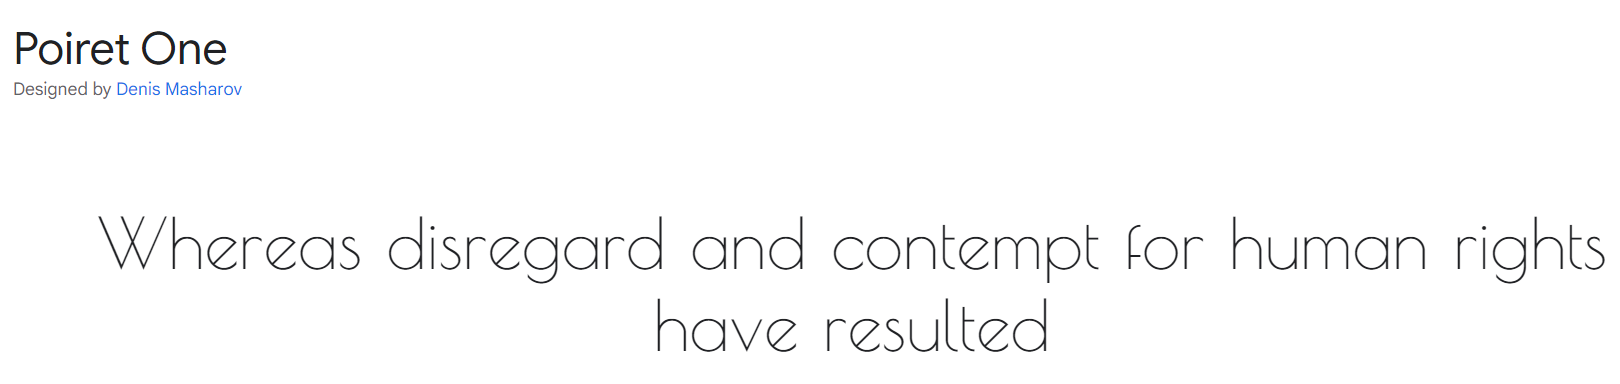 Poiret One
Designed by Denis Masharov
Whereas disregard and contempt for human rights
have resulted